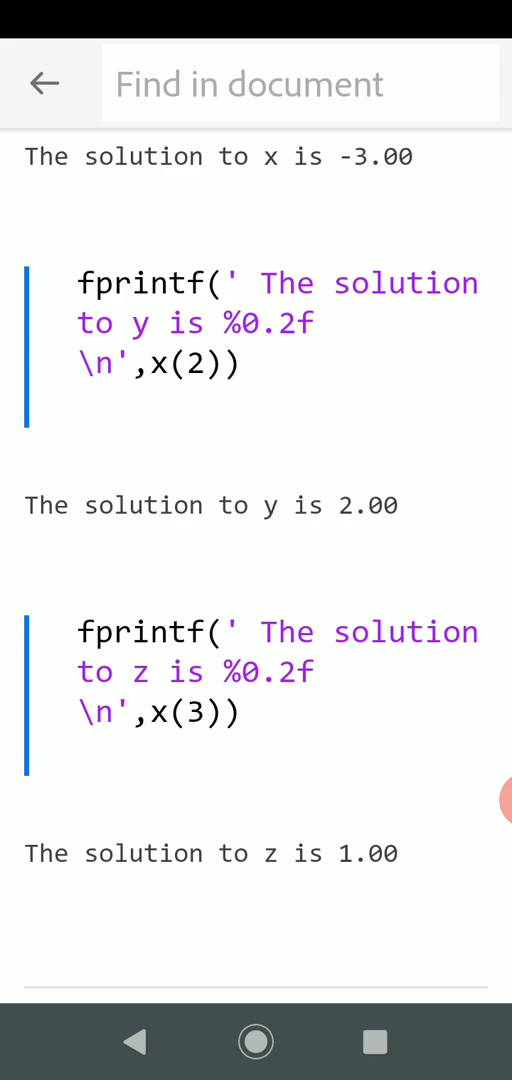 Find in document
The solution to x is -3.00
fprintf(' The solution
to y is %0.2f
\n',x(2))
The solution to y is 2.00
fprintf(' The solution
to z is %0.2f
\n',x(3))
The solution to z is 1.00